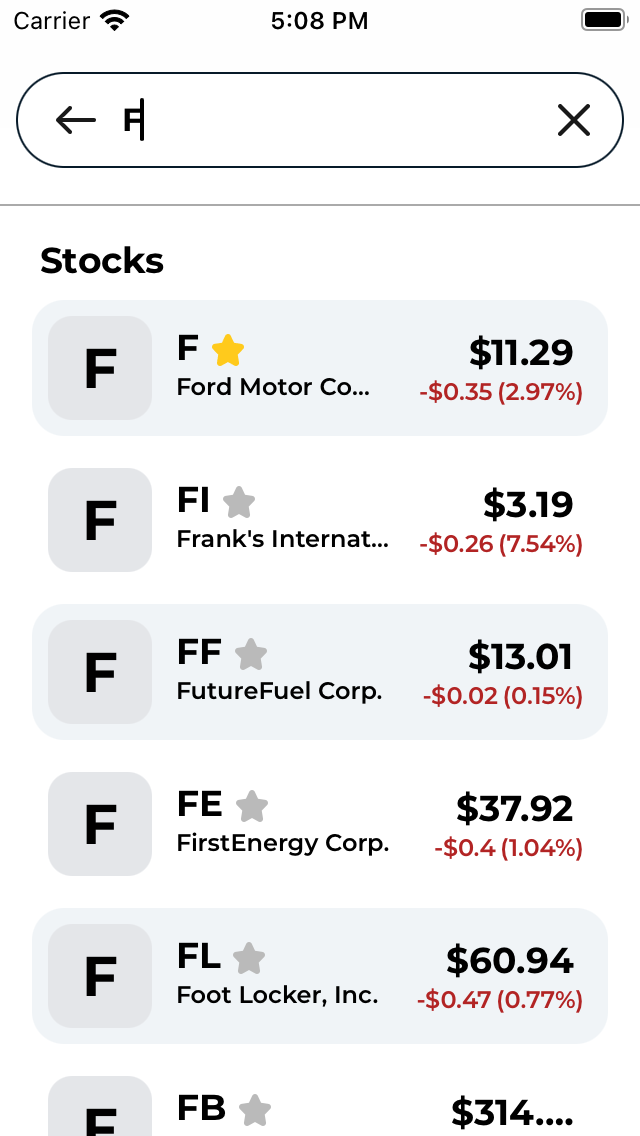 Carrier 5:08 PM
F
Stocks
F
F
$11.29
Ford Motor Co...
-$0.35 (2.97%)
F
FI
$3.19
Frank's Internat...
-$0.26 (7.54%)
F
FF
$13.01
FutureFuel Corp.
-$0.02 (0.15%)
F
FE
$37.92
FirstEnergy Corp.
-$0.4 (1.04%)
F
FL
$60.94
Foot Locker, Inc.
-$0.47 (0.77%)
F
FB
$314....